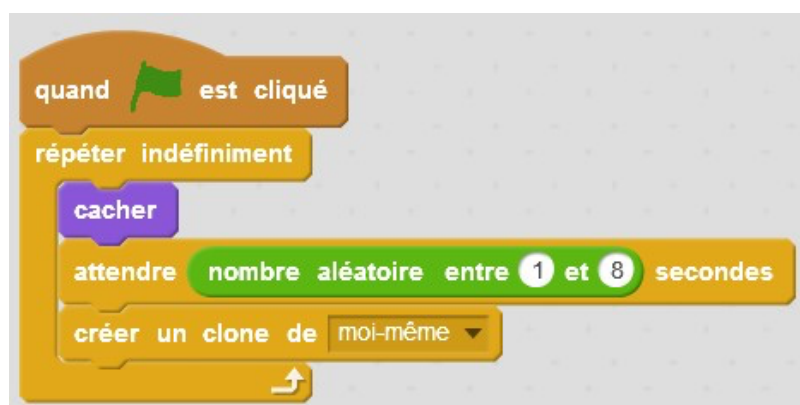 quand est cliqué
répéter indéfiniment
cacher
attendre nombre aléatoire entre 1 et 8 secondes
créer un clone de moi-même